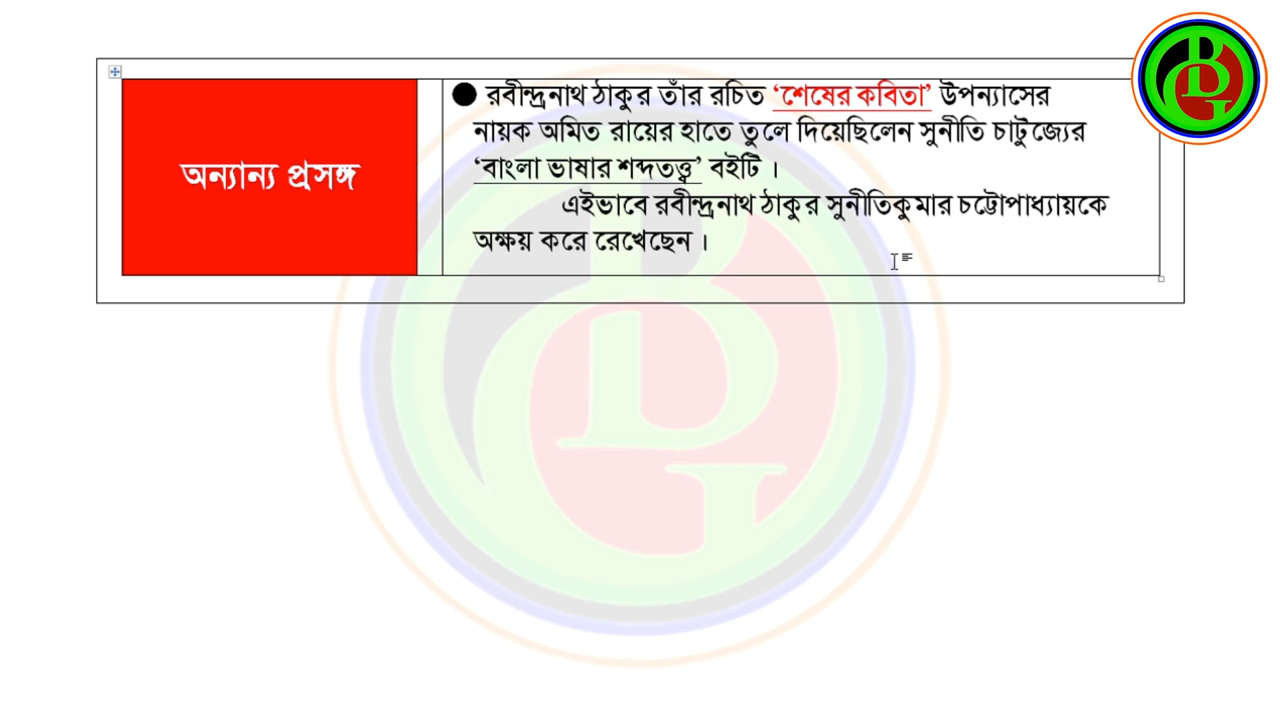 অন্যান্য প্রসঙ্গ
● রবীন্দ্রনাথ ঠাকুর তাঁর রচিত ‘শেষের কবিতা’ উপন্যাসের
নায়ক অমিত রায়ের হাতে তুলে দিয়েছিলেন সুনীতি চাটুজ্যের
‘বাংলা ভাষার শব্দতত্ত্ব’ বইটি ।
এইভাবে রবীন্দ্রনাথ ঠাকুর সুনীতিকুমার চট্টোপাধ্যায়কে
অক্ষয় করে রেখেছেন ।